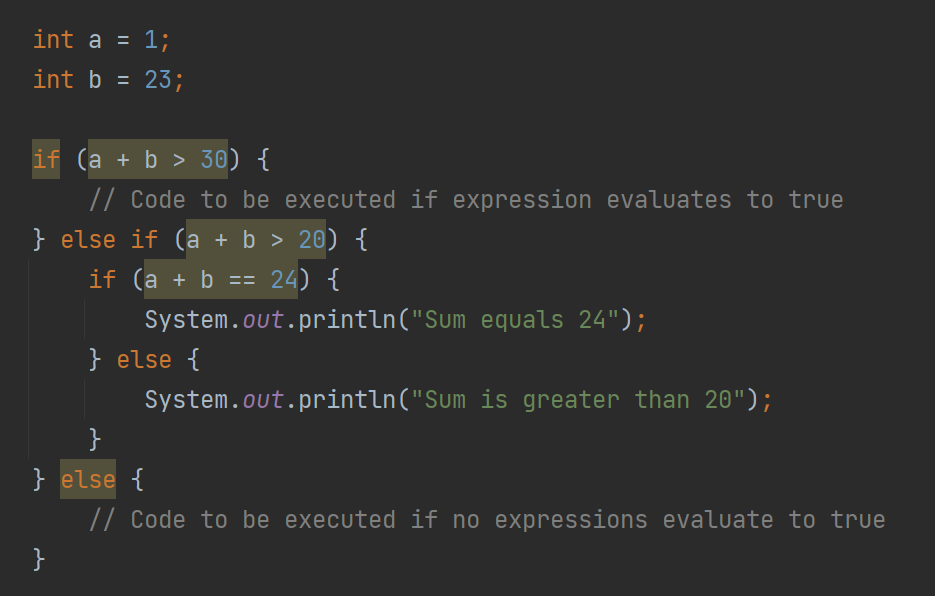 int a = 1;
int b = 23;

if (a + b > 30) {
    // Code to be executed if expression evaluates to true
} else if (a + b > 20) {
    if (a + b == 24) {
        System.out.println("Sum equals 24");
    } else {
        System.out.println("Sum is greater than 20");
    }
} else {
    // Code to be executed if no expressions evaluate to true
}